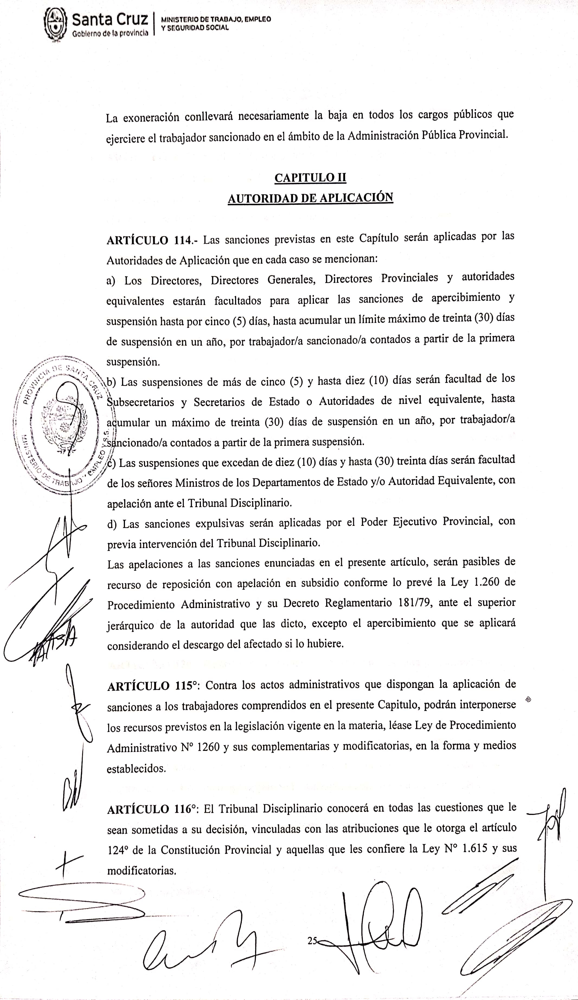 Santa Cruz
Gobierno de la provincia
MINISTERIO DE TRABAJO, EMPLEO
Y SEGURIDAD SOCIAL
La exoneración conllevará necesariamente la baja en todos los cargos públicos que
ejerciere el trabajador sancionado en el ámbito de la Administración Pública Provincial.
CAPITULO II
AUTORIDAD DE APLICACIÓN
ARTÍCULO 114.- Las sanciones previstas en este Capítulo serán aplicadas por las
Autoridades de Aplicación que en cada caso se mencionan:
a) Los Directores, Directores Generales, Directores Provinciales y autoridades
equivalentes estarán facultados para aplicar las sanciones de apercibimiento y
suspensión hasta por cinco (5) días, hasta acumular un límite máximo de treinta (30) días
de suspensión en un año, por trabajador/a sancionado/a contados a partir de la primera
suspensión.
b) Las suspensiones de más de cinco (5) y hasta diez (10) días serán facultad de los
Subsecretarios y Secretarios de Estado o Autoridades de nivel equivalente, hasta
acumular un máximo de treinta (30) días de suspensión en un año, por trabajador/a
sancionado/a contados a partir de la primera suspensión.
c) Las suspensiones que excedan de diez (10) días y hasta (30) treinta días serán facultad
de los señores Ministros de los Departamentos de Estado y/o Autoridad Equivalente, con
apelación ante el Tribunal Disciplinario.
d) Las sanciones expulsivas serán aplicadas por el Poder Ejecutivo Provincial, con
previa intervención del Tribunal Disciplinario.
Las apelaciones a las sanciones enunciadas en el presente artículo, serán pasibles de
recurso de reposición con apelación en subsidio conforme lo prevé la Ley 1.260 de
Procedimiento Administrativo y su Decreto Reglamentario 181/79, ante el superior
jerárquico de la autoridad que las dicto, excepto el apercibimiento que se aplicará
considerando el descargo del afectado si lo hubiere.
ARTÍCULO 115°: Contra los actos administrativos que dispongan la aplicación de
sanciones a los trabajadores comprendidos en el presente Capitulo, podrán interponerse
los recursos previstos en la legislación vigente en la materia, léase Ley de Procedimiento
Administrativo N° 1260 y sus complementarias y modificatorias, en la forma y medios
establecidos.
ARTÍCULO 116°: El Tribunal Disciplinario conocerá en todas las cuestiones que le
sean sometidas a su decisión, vinculadas con las atribuciones que le otorga el artículo
124° de la Constitución Provincial y aquellas que les confiere la Ley N° 1.615 y sus
modificatorias.
PROVINCIA DE SANTA CRUZ
MINISTERIO DE TRABAJO EMPLEO Y S.S.
25